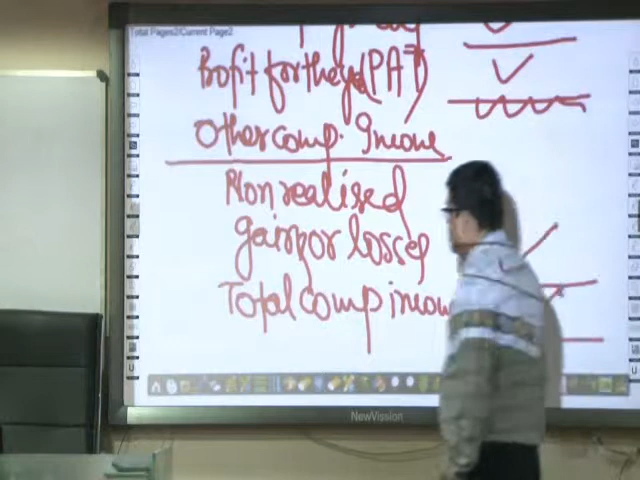 Total Pages2/Current Page2
Profit for the yr (PAT)
Other comp. Income
Non realised
gain or losses
Total comp income
NewVission